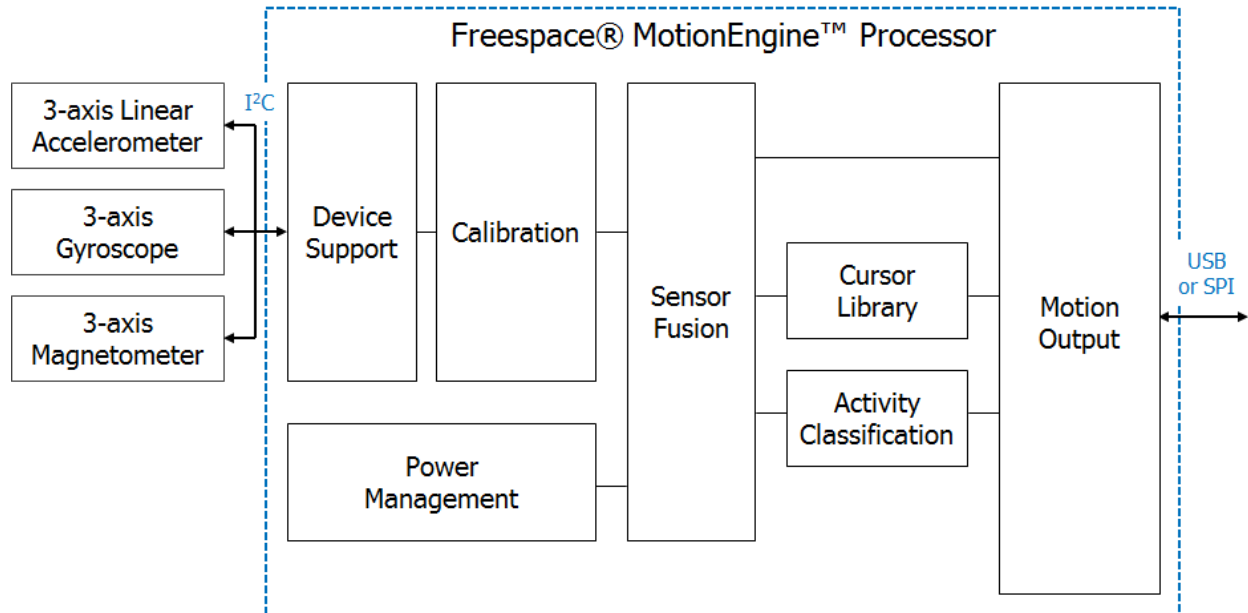 Freespace® MotionEngine™ Processor
I²C
3-axis Linear
Accelerometer
3-axis
Gyroscope
3-axis
Magnetometer
Device
Support
Calibration
Power
Management
Sensor
Fusion
Cursor
Library
Activity
Classification
Motion
Output
USB
or SPI